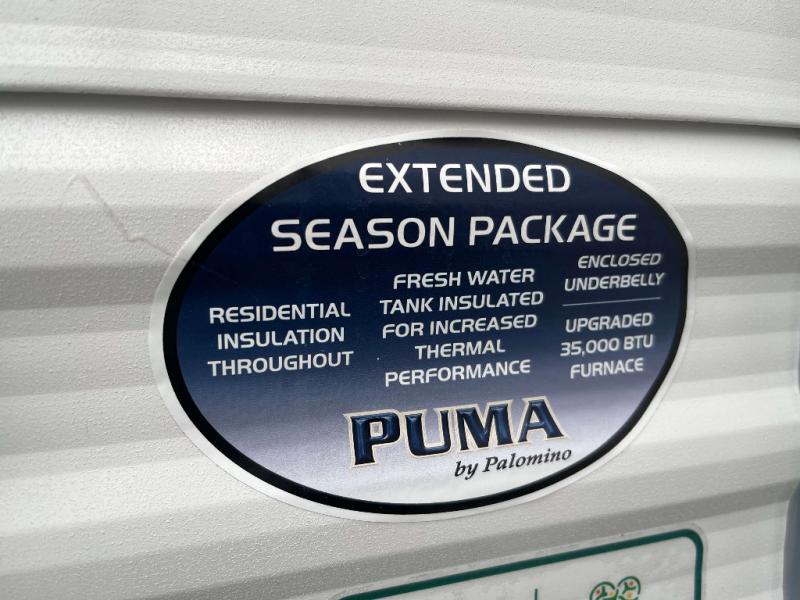 EXTENDED
SEASON PACKAGE
RESIDENTIAL
INSULATION
THROUGHOUT
FRESH WATER
TANK INSULATED
FOR INCREASED
THERMAL
PERFORMANCE
ENCLOSED
UNDERBELLY
UPGRADED
35,000 BTU
FURNACE
PUMA
by Palomino